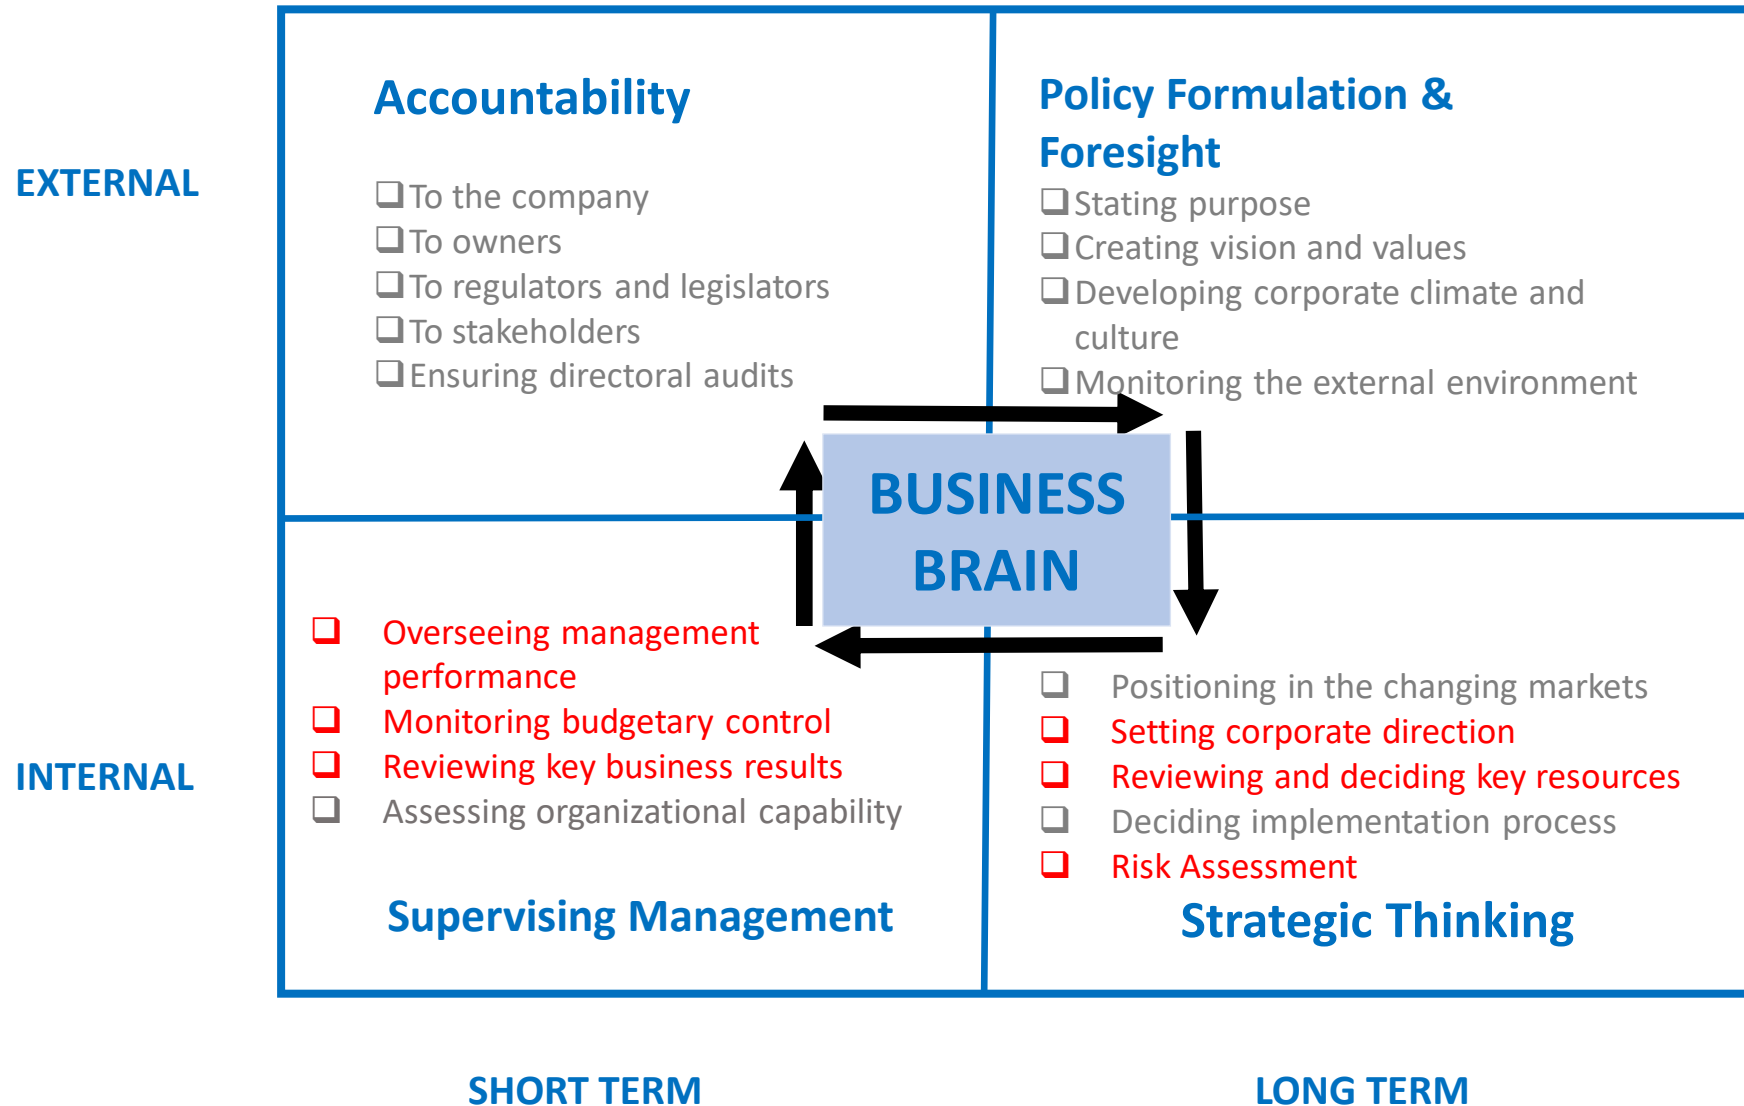 Accountability
❑To the company
❑To owners
❑To regulators and legislators
❑To stakeholders
❑Ensuring directoral audits
Policy Formulation &
Foresight
❑Stating purpose
❑Creating vision and values
❑Developing corporate climate and
culture
❑Monitoring the external environment
EXTERNAL
BUSINESS
BRAIN
❑ Overseeing management
performance
❑ Monitoring budgetary control
❑ Reviewing key business results
❑ Assessing organizational capability
Supervising Management
❑ Positioning in the changing markets
❑ Setting corporate direction
❑ Reviewing and deciding key resources
❑ Deciding implementation process
❑ Risk Assessment
Strategic Thinking
INTERNAL
SHORT TERM
LONG TERM